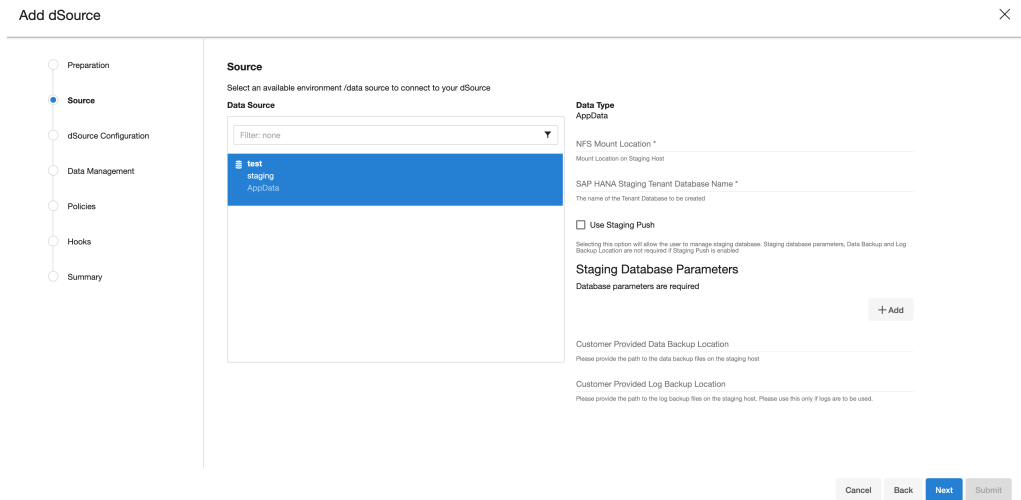 Add dSource
Preparation
Source
dSource Configuration
Data Management
Policies
Hooks
Summary
Source
Select an available environment /data source to connect to your dSource
Data Source
Filter: none
test
staging
AppData
Data Type
AppData
NFS Mount Location *
Mount Location on Staging Host
SAP HANA Staging Tenant Database Name *
The name of the Tenant Database to be created
Use Staging Push
Selecting this option will allow the user to manage staging database. Staging database parameters, Data Backup and Log
Backup Location are not required if Staging Push is enabled
Staging Database Parameters
Database parameters are required
+ Add
Customer Provided Data Backup Location
Please provide the path to the data backup files on the staging host
Customer Provided Log Backup Location
Please provide the path to the log backup files on the staging host. Please use this only if logs are to be used.
Cancel Back Next Submit